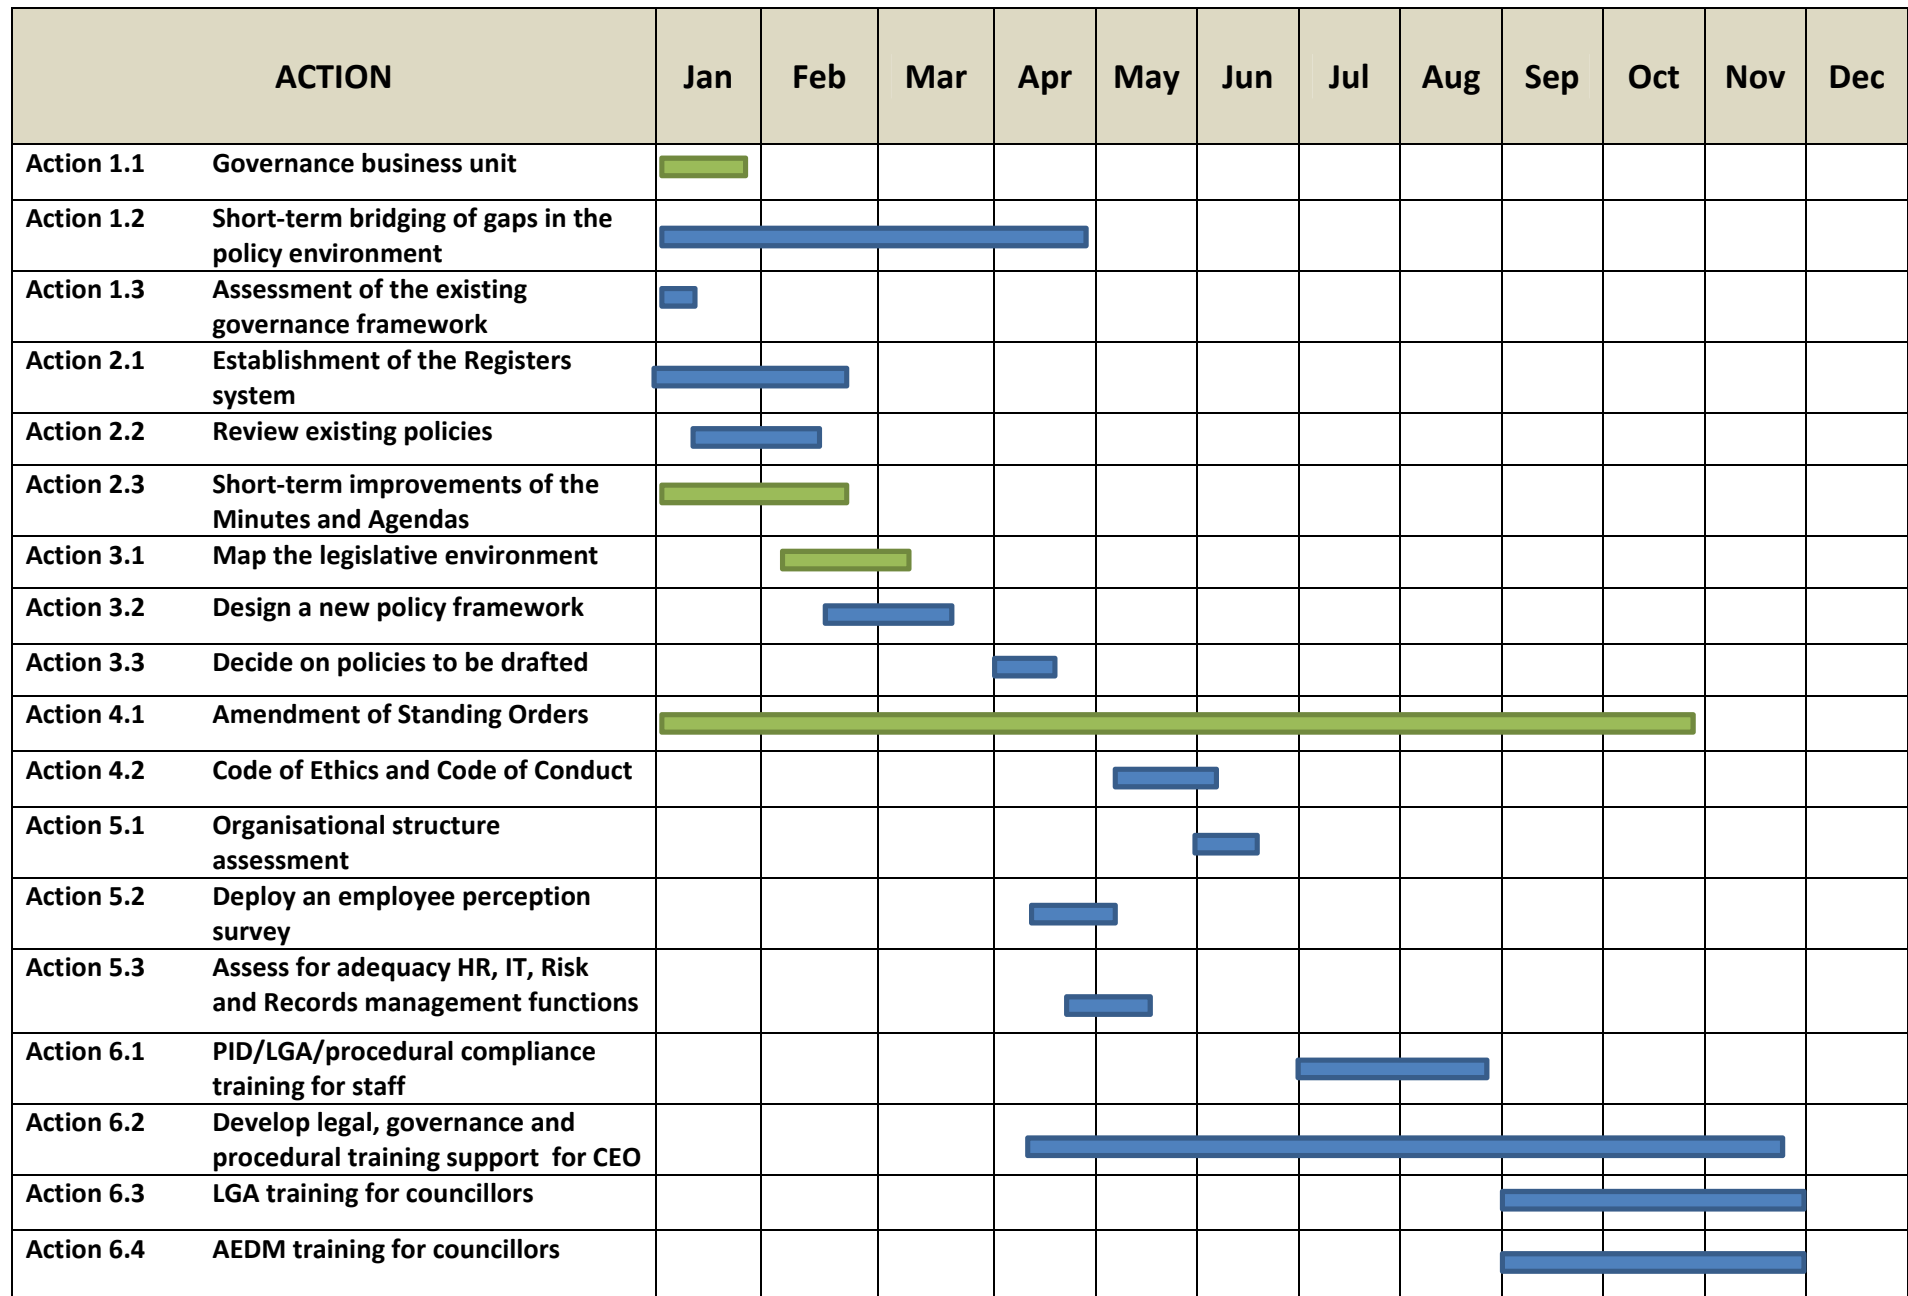 ACTION Jan Feb Mar Apr May Jun Jul Aug Sep Oct Nov Dec
Action 1.1 Governance business unit
Action 1.2 Short-term bridging of gaps in the
policy environment
Action 1.3 Assessment of the existing
governance framework
Action 2.1 Establishment of the Registers
system
Action 2.2 Review existing policies
Action 2.3 Short-term improvements of the
Minutes and Agendas
Action 3.1 Map the legislative environment
Action 3.2 Design a new policy framework
Action 3.3 Decide on policies to be drafted
Action 4.1 Amendment of Standing Orders
Action 4.2 Code of Ethics and Code of Conduct
Action 5.1 Organisational structure
assessment
Action 5.2 Deploy an employee perception
survey
Action 5.3 Assess for adequacy HR, IT, Risk
and Records management functions
Action 6.1 PID/LGA/procedural compliance
training for staff
Action 6.2 Develop legal, governance and
procedural training support for CEO
Action 6.3 LGA training for councillors
Action 6.4 AEDM training for councillors